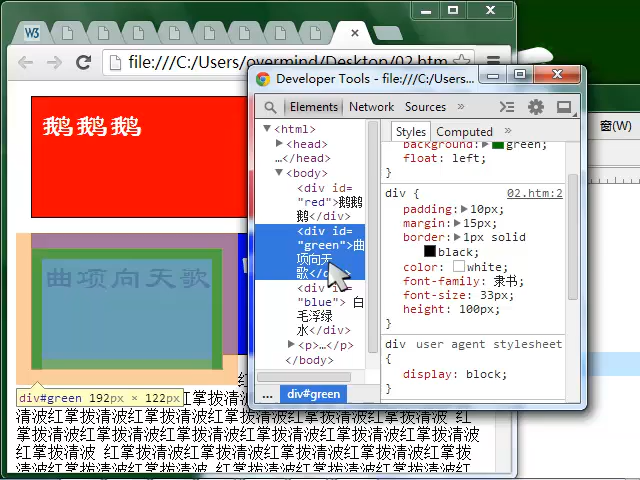 W3
file:///C:/Users/overmind/Desktop/02.htm
Developer Tools - file:///C:/Users...
窗(W)
Elements Network Sources »
Styles Computed »
<html>
<head>
…</head>
<body>
<div id=
"red">鹅鹅
鹅</div>
<div id=
"green">曲
项向天
歌</
<div id=
"blue"> 白
毛浮绿
水</div>
<p>…</p>
</body>
... div#green
background: green;
float: left;
}
div { 02.htm:2
padding: 10px;
margin: 15px;
border: 1px solid
black;
color: white;
font-family: 隶书;
font-size: 33px;
height: 100px;
}
div user agent stylesheet
{
display: block;
}
鹅鹅鹅
曲项向天歌
div#green 192px × 122px
红掌拨清波红掌拨清波
清波红掌拨清波红掌拨清波红掌拨清波 红
掌拨清波红掌拨清波红掌拨清波红掌拨清
波 红掌拨清波红掌拨清波红掌拨清波红掌
拨清波 红掌拨清波红掌拨清波红掌拨清波红